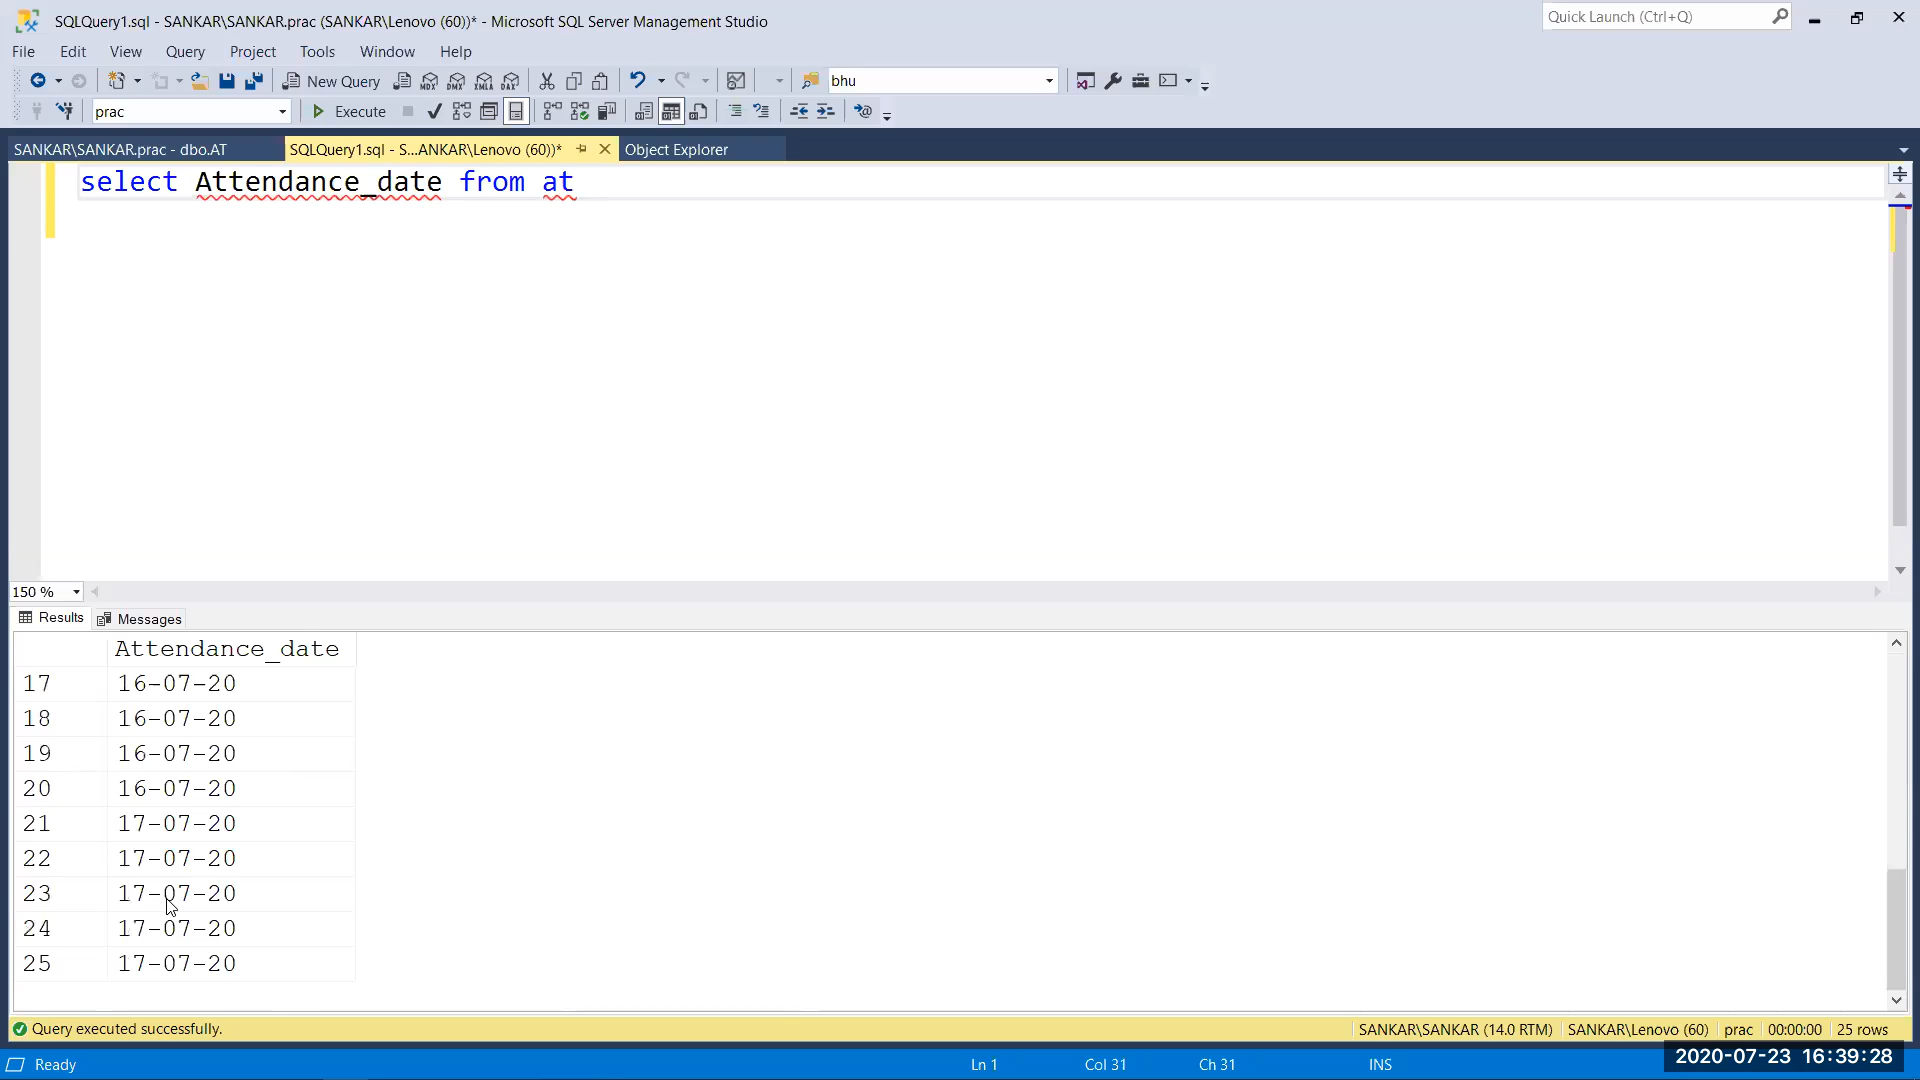 SQLQuery1.sql - SANKAR\SANKAR.prac (SANKAR\Lenovo (60))* - Microsoft SQL Server Management Studio
Quick Launch (Ctrl+Q)
File Edit View Query Project Tools Window Help
New Query MDX DMX XMLA DAX bhu
prac Execute
SANKAR\SANKAR.prac - dbo.AT SQLQuery1.sql - S...ANKAR\Lenovo (60))* Object Explorer
select Attendance_date from at
150 %
Results Messages
Attendance_date
17 16-07-20
18 16-07-20
19 16-07-20
20 16-07-20
21 17-07-20
22 17-07-20
23 17-07-20
24 17-07-20
25 17-07-20
Query executed successfully. SANKAR\SANKAR (14.0 RTM) SANKAR\Lenovo (60) prac 00:00:00 25 rows
Ready Ln 1 Col 31 Ch 31 INS
2020-07-23 16:39:28